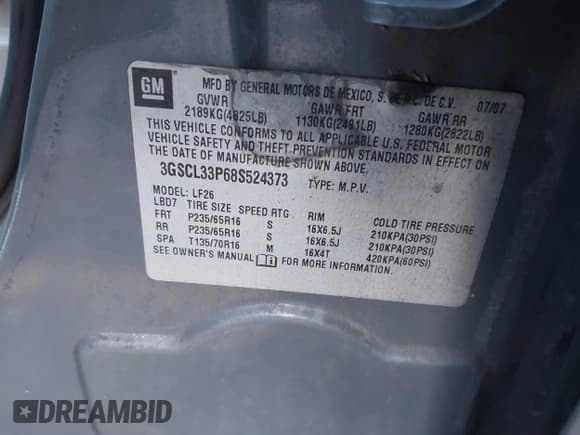 GM
MFD BY GENERAL MOTORS DE MEXICO, S. DE R.L. DE C.V. 07/07
GVWR GAWR FRT GAWR RR
2189KG(4825LB) 1130KG(2491LB) 1280KG(2822LB)
THIS VEHICLE CONFORMS TO ALL APPLICABLE U.S. FEDERAL MOTOR
VEHICLE SAFETY AND THEFT PREVENTION STANDARDS IN EFFECT ON
THE DATE OF MANUFACTURE SHOWN ABOVE.
3GSCL33P68S524373 TYPE: M.P.V.
MODEL: LF26
LBD7 TIRE SIZE SPEED RTG RIM COLD TIRE PRESSURE
FRT P235/65R16 S 16X6.5J 210KPA(30PSI)
RR P235/65R16 S 16X6.5J 210KPA(30PSI)
SPA T135/70R16 M 16X4T 420KPA(60PSI)
SEE OWNER'S MANUAL FOR MORE INFORMATION.
DREAMBID